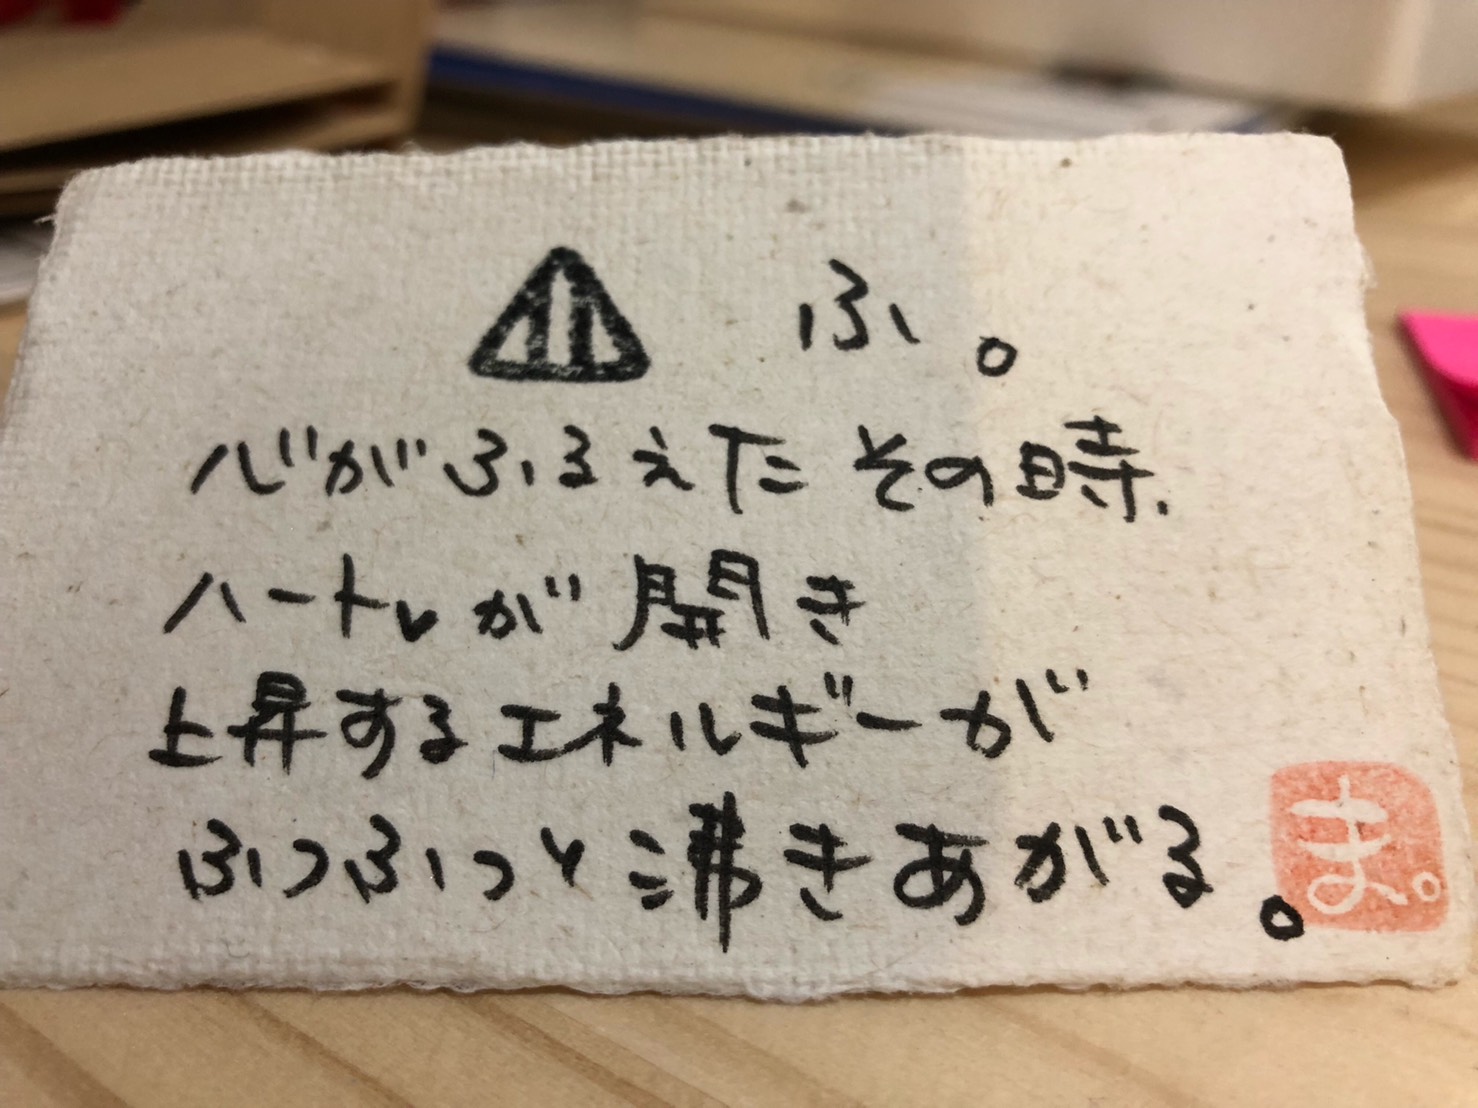 ふ。
心がふるえたその時、
ハートが開き
上昇するエネルギーが
ふつふつと沸きあがる。
ま。